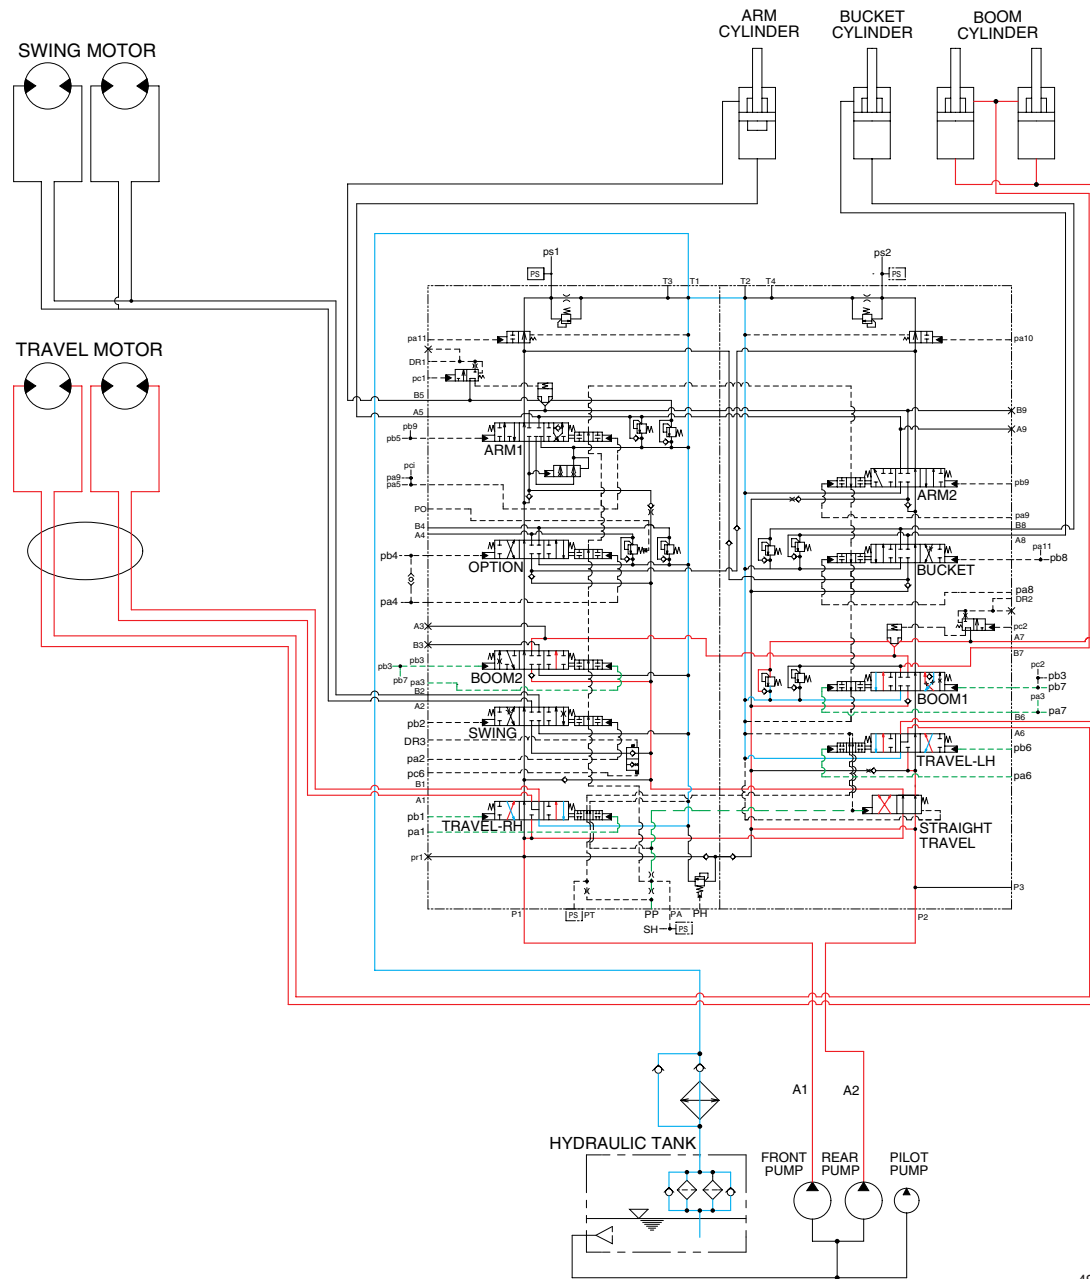 ARM
CYLINDER
BUCKET
CYLINDER
BOOM
CYLINDER
SWING MOTOR
ps1
PS
ps2
PS
T3
T1
T2
T4
TRAVEL MOTOR
pa11
DR1
pc1
B5
A5
pb9
pb5
ARM1
pci
pa9
pa5
PO
B4
A4
pb4
OPTION
pa4
A3
B3
pb3
pb3
pb7
pa3
BOOM2
B2
A2
pb2
SWING
DR3
pa2
pc6
B1
A1
pb1
TRAVEL-RH
pa1
pr1
pa10
B9
A9
ARM2
pb9
pa9
B8
A8
pa11
pb8
BUCKET
pa8
DR2
pc2
A7
B7
pc2
pb3
pb7
BOOM1
pa3
pa7
B6
A6
pb6
TRAVEL-LH
pa6
STRAIGHT
TRAVEL
P3
P1
PS
PT
PP
PA
PH
P2
SH
PS
A1
A2
HYDRAULIC TANK
FRONT
PUMP
REAR
PUMP
PILOT
PUMP